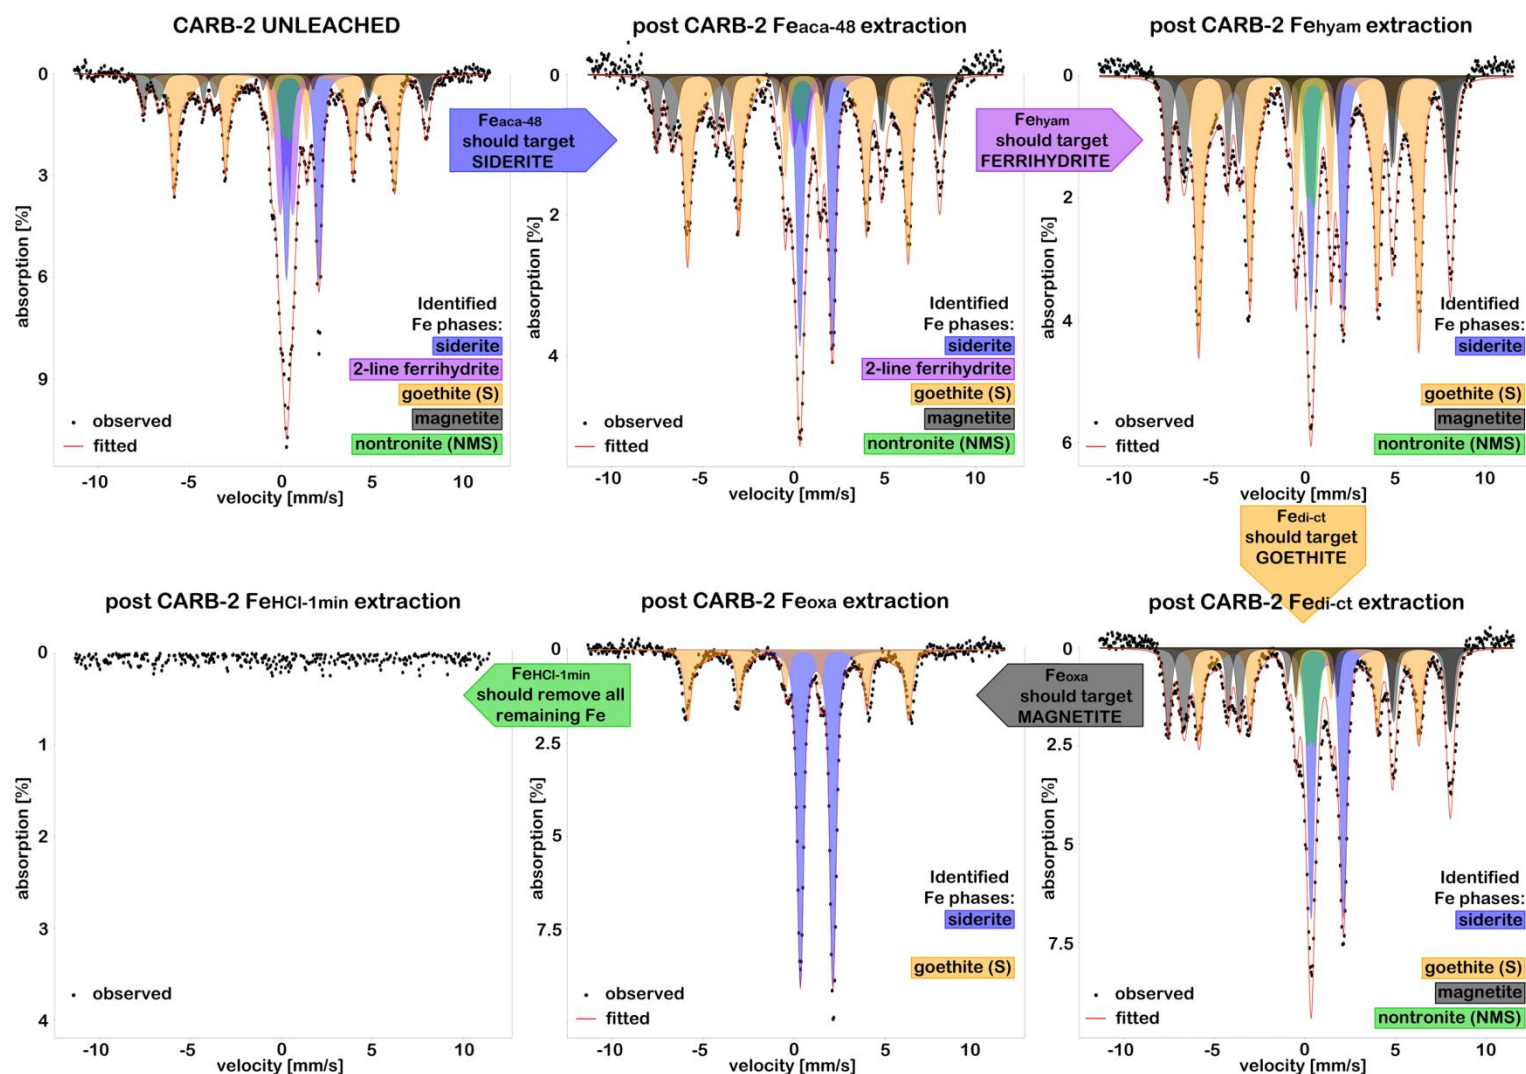 CARB-2 UNLEACHED
0
3
6
9
absorption [%]
Identified
Fe phases:
siderite
2-line ferrihydrite
goethite (S)
magnetite
nontronite (NMS)
observed
fitted
-10 -5 0 5 10
velocity [mm/s]
Feaca-48
should target
SIDERITE
post CARB-2 Feaca-48 extraction
0
2
4
absorption [%]
Identified
Fe phases:
siderite
2-line ferrihydrite
goethite (S)
magnetite
nontronite (NMS)
observed
fitted
-10 -5 0 5 10
velocity [mm/s]
Fehyam
should target
FERRIHYDRITE
post CARB-2 Fehyam extraction
0
2
4
6
absorption [%]
Identified
Fe phases:
siderite
goethite (S)
magnetite
nontronite (NMS)
observed
fitted
-10 -5 0 5 10
velocity [mm/s]
Fedi-ct
should target
GOETHITE
post CARB-2 FeHCl-1min extraction
0
1
2
3
4
absorption [%]
observed
-10 -5 0 5 10
velocity [mm/s]
FeHCl-1min
should remove all
remaining Fe
post CARB-2 Feoxa extraction
0
2.5
5
7.5
absorption [%]
Identified
Fe phases:
siderite
goethite (S)
observed
fitted
-10 -5 0 5 10
velocity [mm/s]
Feoxa
should target
MAGNETITE
post CARB-2 Fedi-ct extraction
0
2.5
5
7.5
absorption [%]
Identified
Fe phases:
siderite
goethite (S)
magnetite
nontronite (NMS)
observed
fitted
-10 -5 0 5 10
velocity [mm/s]